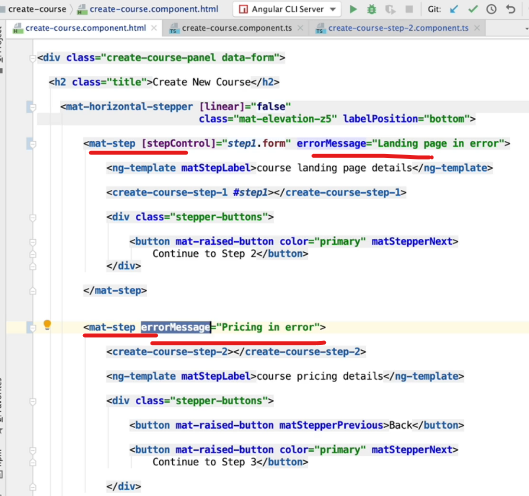 create-course create-course.component.html Angular CLI Server Git:
create-course.component.html create-course.component.ts create-course-step-2.component.ts
<div class="create-course-panel data-form">
<h2 class="title">Create New Course</h2>
<mat-horizontal-stepper [linear]="false"
class="mat-elevation-z5" labelPosition="bottom">
<mat-step [stepControl]="step1.form" errorMessage="Landing page in error">
<ng-template matStepLabel>course landing page details</ng-template>
<create-course-step-1 #step1></create-course-step-1>
<div class="stepper-buttons">
<button mat-raised-button color="primary" matStepperNext>
Continue to Step 2</button>
</div>
</mat-step>
<mat-step errorMessage="Pricing in error">
<create-course-step-2></create-course-step-2>
<ng-template matStepLabel>course pricing details</ng-template>
<div class="stepper-buttons">
<button mat-raised-button matStepperPrevious>Back</button>
<button mat-raised-button color="primary" matStepperNext>
Continue to Step 3</button>
</div>